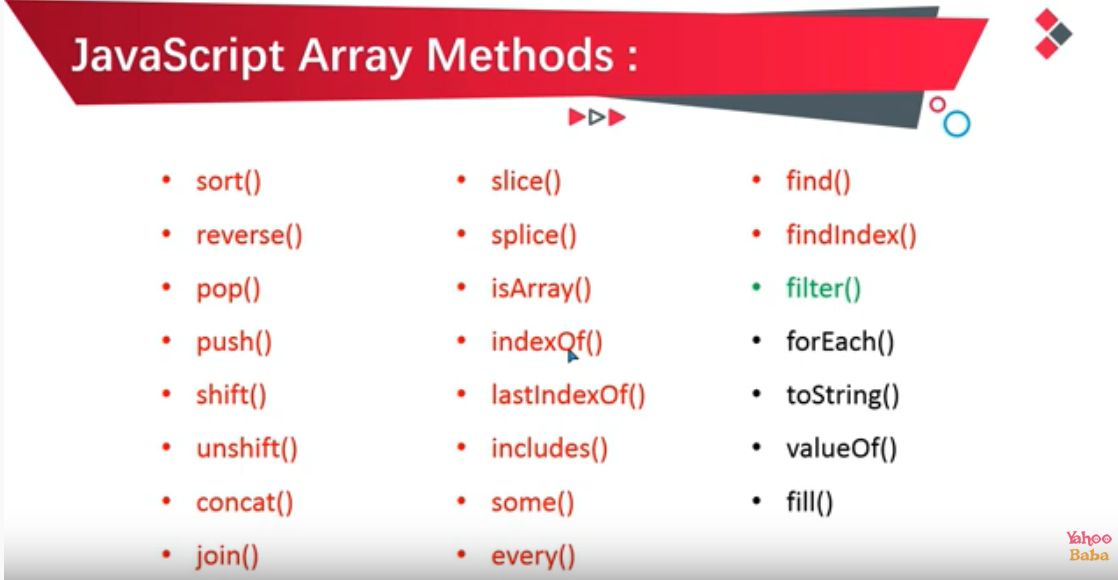 JavaScript Array Methods :
• sort()
• reverse()
• pop()
• push()
• shift()
• unshift()
• concat()
• join()
• slice()
• splice()
• isArray()
• indexOf()
• lastIndexOf()
• includes()
• some()
• every()
• find()
• findIndex()
• filter()
• forEach()
• toString()
• valueOf()
• fill()
Yahoo
Baba